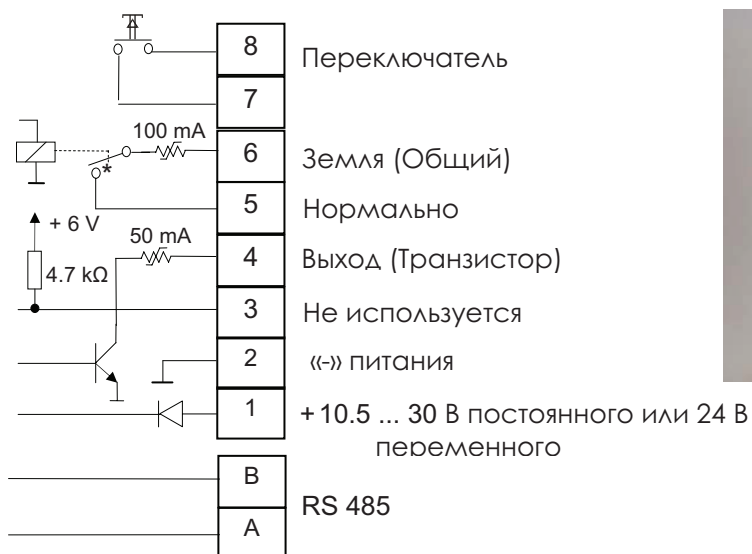 8 Переключатель
7
100 mA
6 Земля (Общий)
*
5 Нормально
+ 6 V
50 mA
4 Выход (Транзистор)
4.7 kΩ
3 Не используется
2 «-» питания
1 + 10.5 ... 30 В постоянного или 24 В
переменного
B
RS 485
A